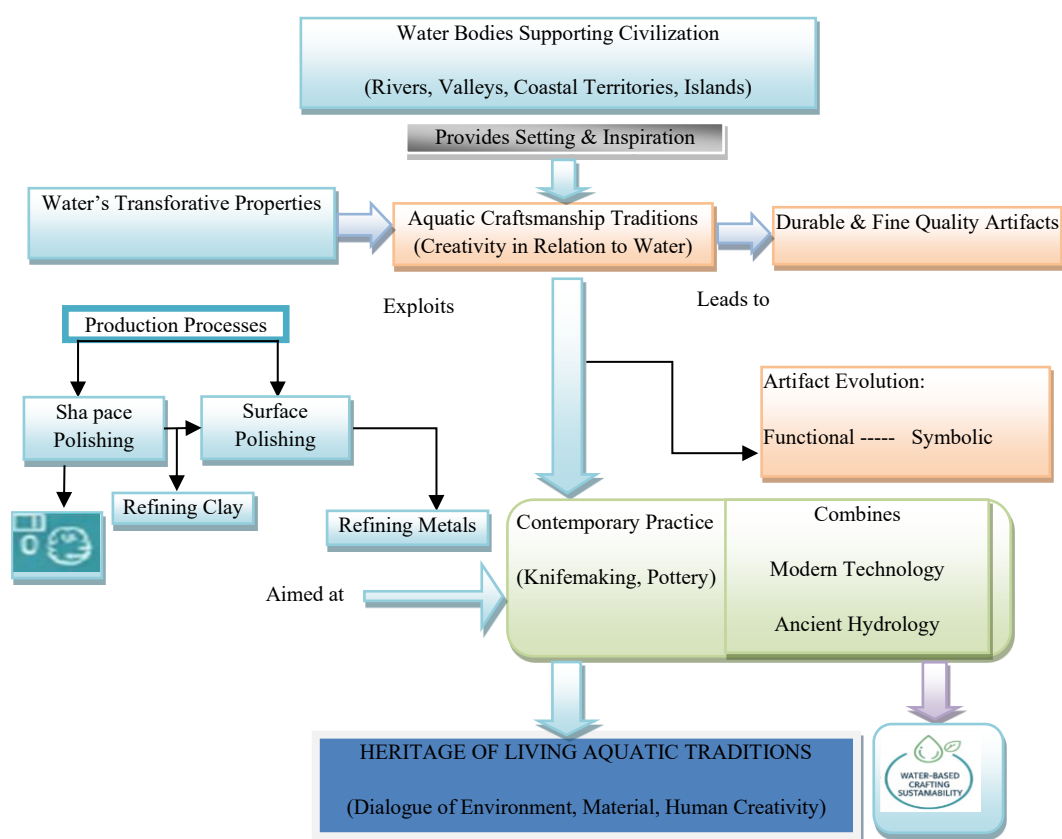 Water Bodies Supporting Civilization
(Rivers, Valleys, Coastal Territories, Islands)
Provides Setting & Inspiration
Water’s Transforative Properties
Aquatic Craftsmanship Traditions
(Creativity in Relation to Water)
Durable & Fine Quality Artifacts
Exploits
Leads to
Production Processes
Sha pace
Polishing
Surface
Polishing
Artifact Evolution:
Functional ----- Symbolic
Refining Clay
Refining Metals
Contemporary Practice
(Knifemaking, Pottery)
Combines
Modern Technology
Ancient Hydrology
Aimed at
HERITAGE OF LIVING AQUATIC TRADITIONS
(Dialogue of Environment, Material, Human Creativity)
WATER-BASED
CRAFTING